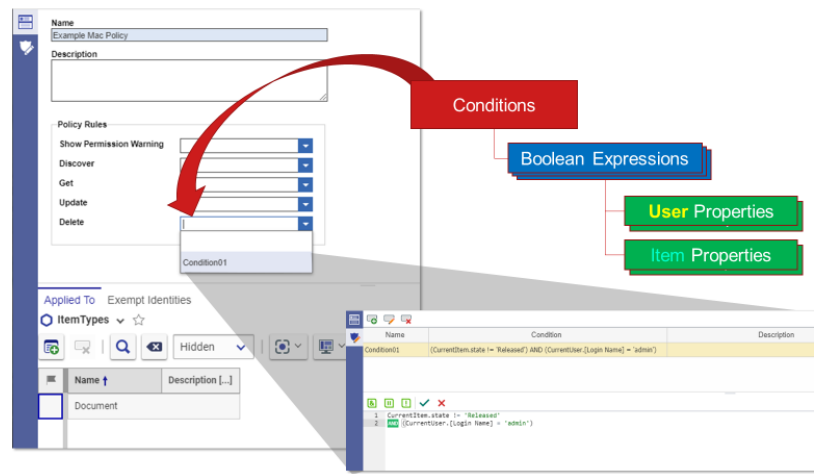 Name
Example Mac Policy
Description
Policy Rules
Show Permission Warning
Discover
Get
Update
Delete
Condition01
Conditions
Boolean Expressions
User Properties
Item Properties
Applied To Exempt Identities
ItemTypes
Hidden
Name Description [...]
Document
Name Condition Description
Condition01 (CurrentItem.state != 'Released') AND (CurrentUser.[Login Name] = 'admin')
1 CurrentItem.state != 'Released'
2 AND (CurrentUser.[Login Name] = 'admin')